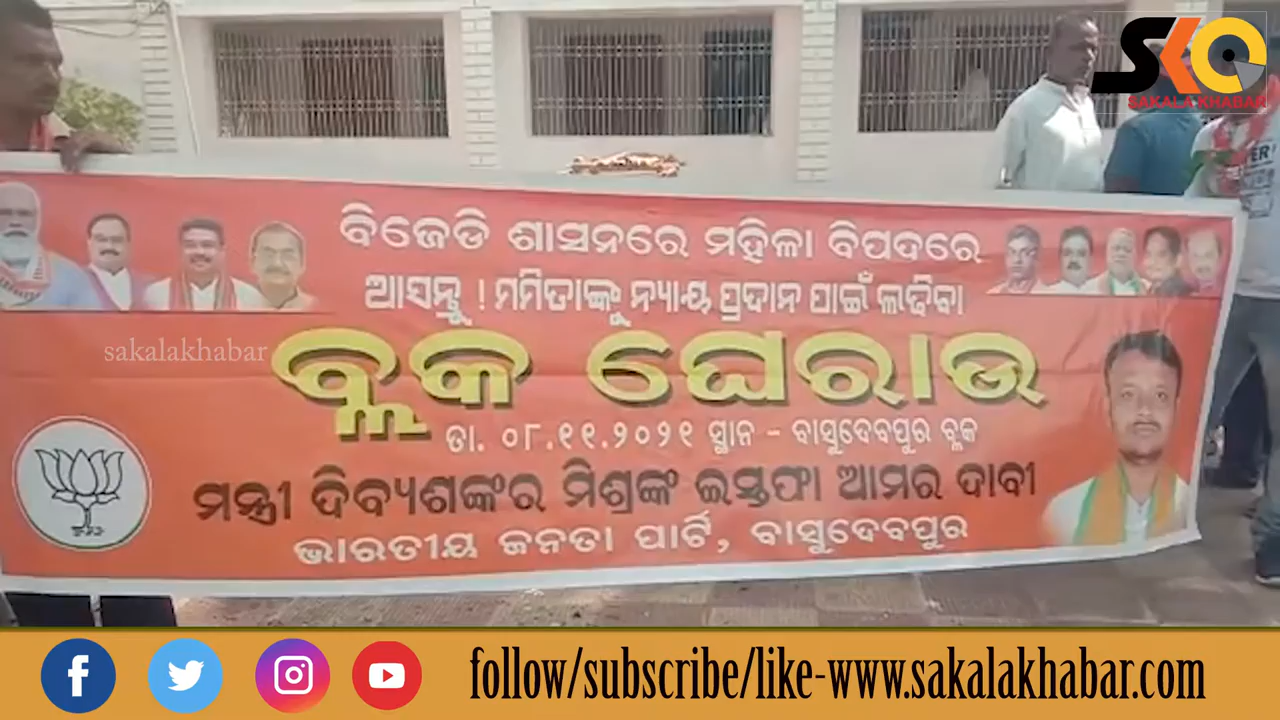 SKO
SAKALA KHABAR
ବିଜେଡି ଶାସନରେ ମହିଳା ବିପଦରେ
ଆସନ୍ତୁ ! ମମିତାଙ୍କୁ ନ୍ୟାୟ ପ୍ରଦାନ ପାଇଁ ଲଢିବା
sakalakhabar
ବ୍ଲକ ଘେରାଉ
ତା. ୦୮.୧୧.୨୦୨୧ ସ୍ଥାନ - ବାସୁଦେବପୁର ବ୍ଲକ
ମନ୍ତ୍ରୀ ଦିବ୍ୟଶଙ୍କର ମିଶ୍ରଙ୍କ ଇସ୍ତଫା ଆମର ଦାବୀ
ଭାରତୀୟ ଜନତା ପାର୍ଟି, ବାସୁଦେବପୁର
follow/subscribe/like-www.sakalakhabar.com